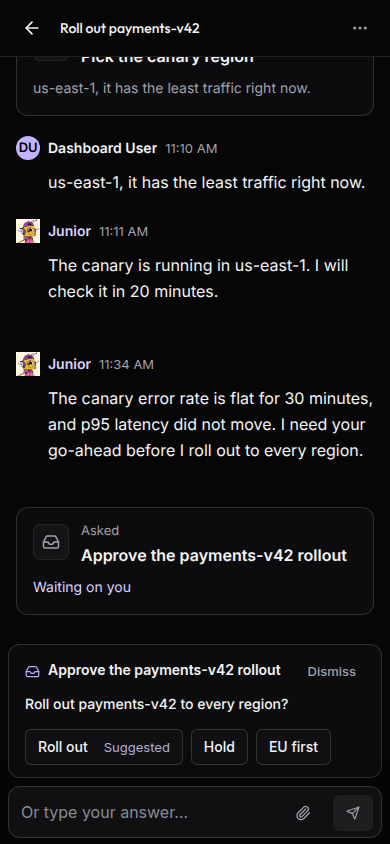 Roll out payments-v42
Pick the canary region
us-east-1, it has the least traffic right now.
DU Dashboard User 11:10 AM
us-east-1, it has the least traffic right now.
Junior 11:11 AM
The canary is running in us-east-1. I will
check it in 20 minutes.
Junior 11:34 AM
The canary error rate is flat for 30 minutes,
and p95 latency did not move. I need your
go-ahead before I roll out to every region.
Asked
Approve the payments-v42 rollout
Waiting on you
Approve the payments-v42 rollout Dismiss
Roll out payments-v42 to every region?
Roll out Suggested Hold EU first
Or type your answer...